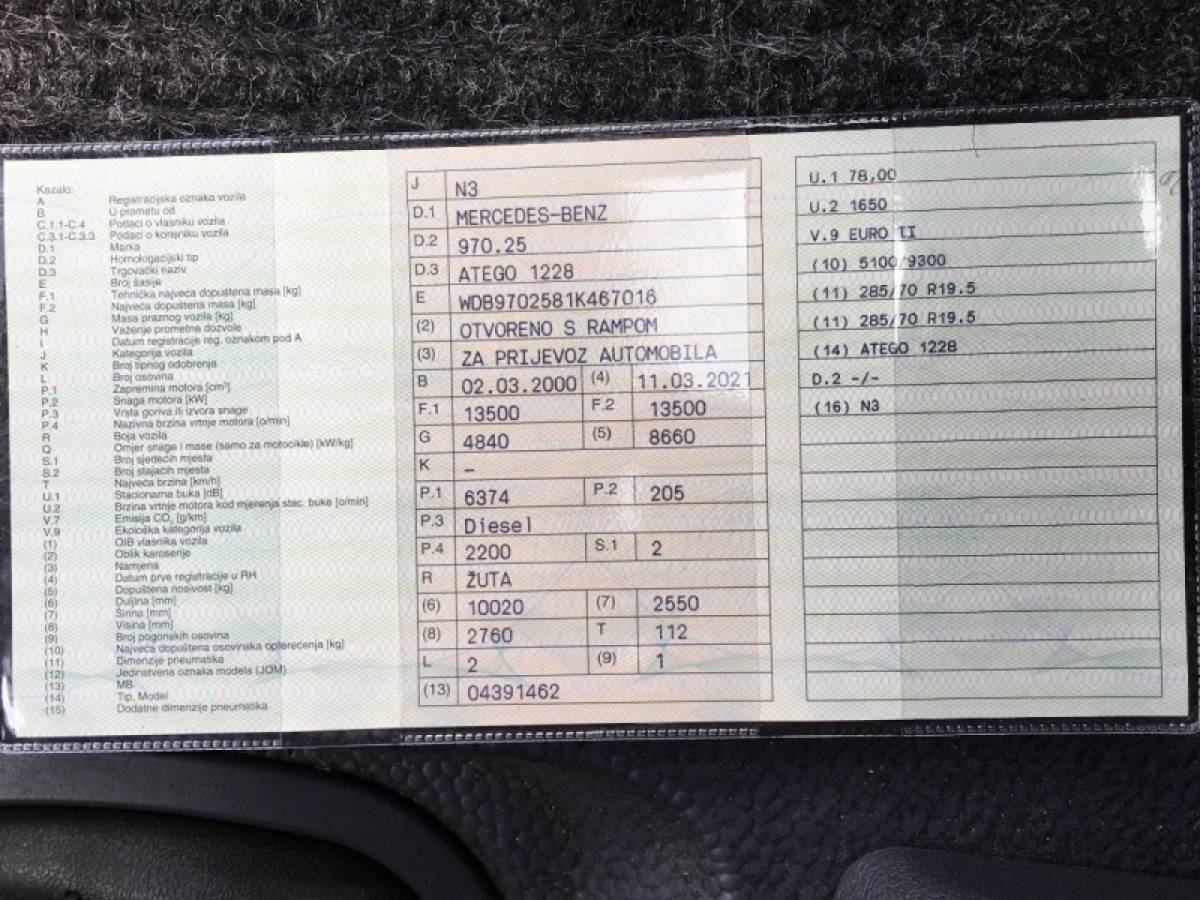 Kazalo:
A Registracijska oznaka vozila
B U prometu od
C.1.1-C.4 Podaci o vlasniku vozila
C.3.1-C.3.3 Podaci o korisniku vozila
D.1 Marka
D.2 Homologacijski tip
D.3 Trgovački naziv
E Broj šasije
F.1 Tehnička najveća dopuštena masa [kg]
F.2 Najveća dopuštena masa [kg]
G Masa praznog vozila [kg]
H Važenje prometne dozvole
I Datum registracije reg. oznakom pod A
J Kategorija vozila
K Broj tipnog odobrenja
L Broj osovina
P.1 Zapremina motora [cm³]
P.2 Snaga motora [kW]
P.3 Vrsta goriva ili izvora snage
P.4 Nazivna brzina vrtnje motora [o/min]
R Boja vozila
Q Omjer snage i mase (samo za motocikle) [kW/kg]
S.1 Broj sjedećih mjesta
S.2 Broj stajaćih mjesta
T Najveća brzina [km/h]
U.1 Stacionarna buka [dB]
U.2 Brzina vrtnje motora kod mjerenja stac. buke [o/min]
V.7 Emisija CO₂ [g/km]
V.9 Ekološka kategorija vozila
(1) OIB vlasnika vozila
(2) Oblik karoserije
(3) Namjena
(4) Datum prve registracije u RH
(5) Dopuštena nosivost [kg]
(6) Duljina [mm]
(7) Širina [mm]
(8) Visina [mm]
(9) Broj pogonskih osovina
(10) Najveća dopuštena osovinska opterećenja [kg]
(11) Dimenzije pneumatika
(12) Jedinstvena oznaka modela (JOM)
(13) MB
(14) Tip, Model
(15) Dodatne dimenzije pneumatika
J N3
D.1 MERCEDES-BENZ
D.2 970.25
D.3 ATEGO 1228
E WDB9702581K467016
(2) OTVORENO S RAMPOM
(3) ZA PRIJEVOZ AUTOMOBILA
B 02.03.2000 (4) 11.03.2021
F.1 13500 F.2 13500
G 4840 (5) 8660
K –
P.1 6374 P.2 205
P.3 Diesel
P.4 2200 S.1 2
R ŽUTA
(6) 10020 (7) 2550
(8) 2760 T 112
L 2 (9) 1
(13) 04391462
U.1 78,00
U.2 1650
V.9 EURO II
(10) 5100/9300
(11) 285/70 R19.5
(11) 285/70 R19.5
(14) ATEGO 1228
D.2 -/-
(16) N3